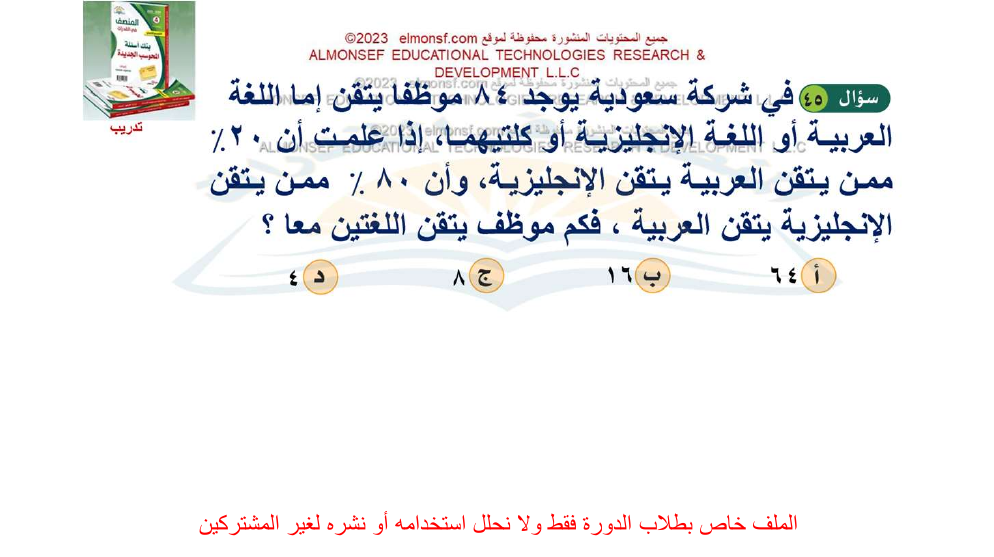 جميع المحتويات المنشورة محفوظة لموقع elmonsf.com ©2023
ALMONSEF EDUCATIONAL TECHNOLOGIES RESEARCH &
DEVELOPMENT L.L.C
المنصف
في القدرات
بنك أسئلة
المحوسب الجديدة
تدريب
سؤال ٤٥ في شركة سعودية يوجد ٨٤ موظفا يتقن إما اللغة
العربية أو اللغة الإنجليزية أو كلتيهما، إذا علمت أن ٢٠٪
ممن يتقن العربية يتقن الإنجليزية، وأن ٨٠ ٪ ممن يتقن
الإنجليزية يتقن العربية ، فكم موظف يتقن اللغتين معا ؟
أ ٦٤ ب ١٦ ج ٨ د ٤
الملف خاص بطلاب الدورة فقط ولا نحلل استخدامه أو نشره لغير المشتركين